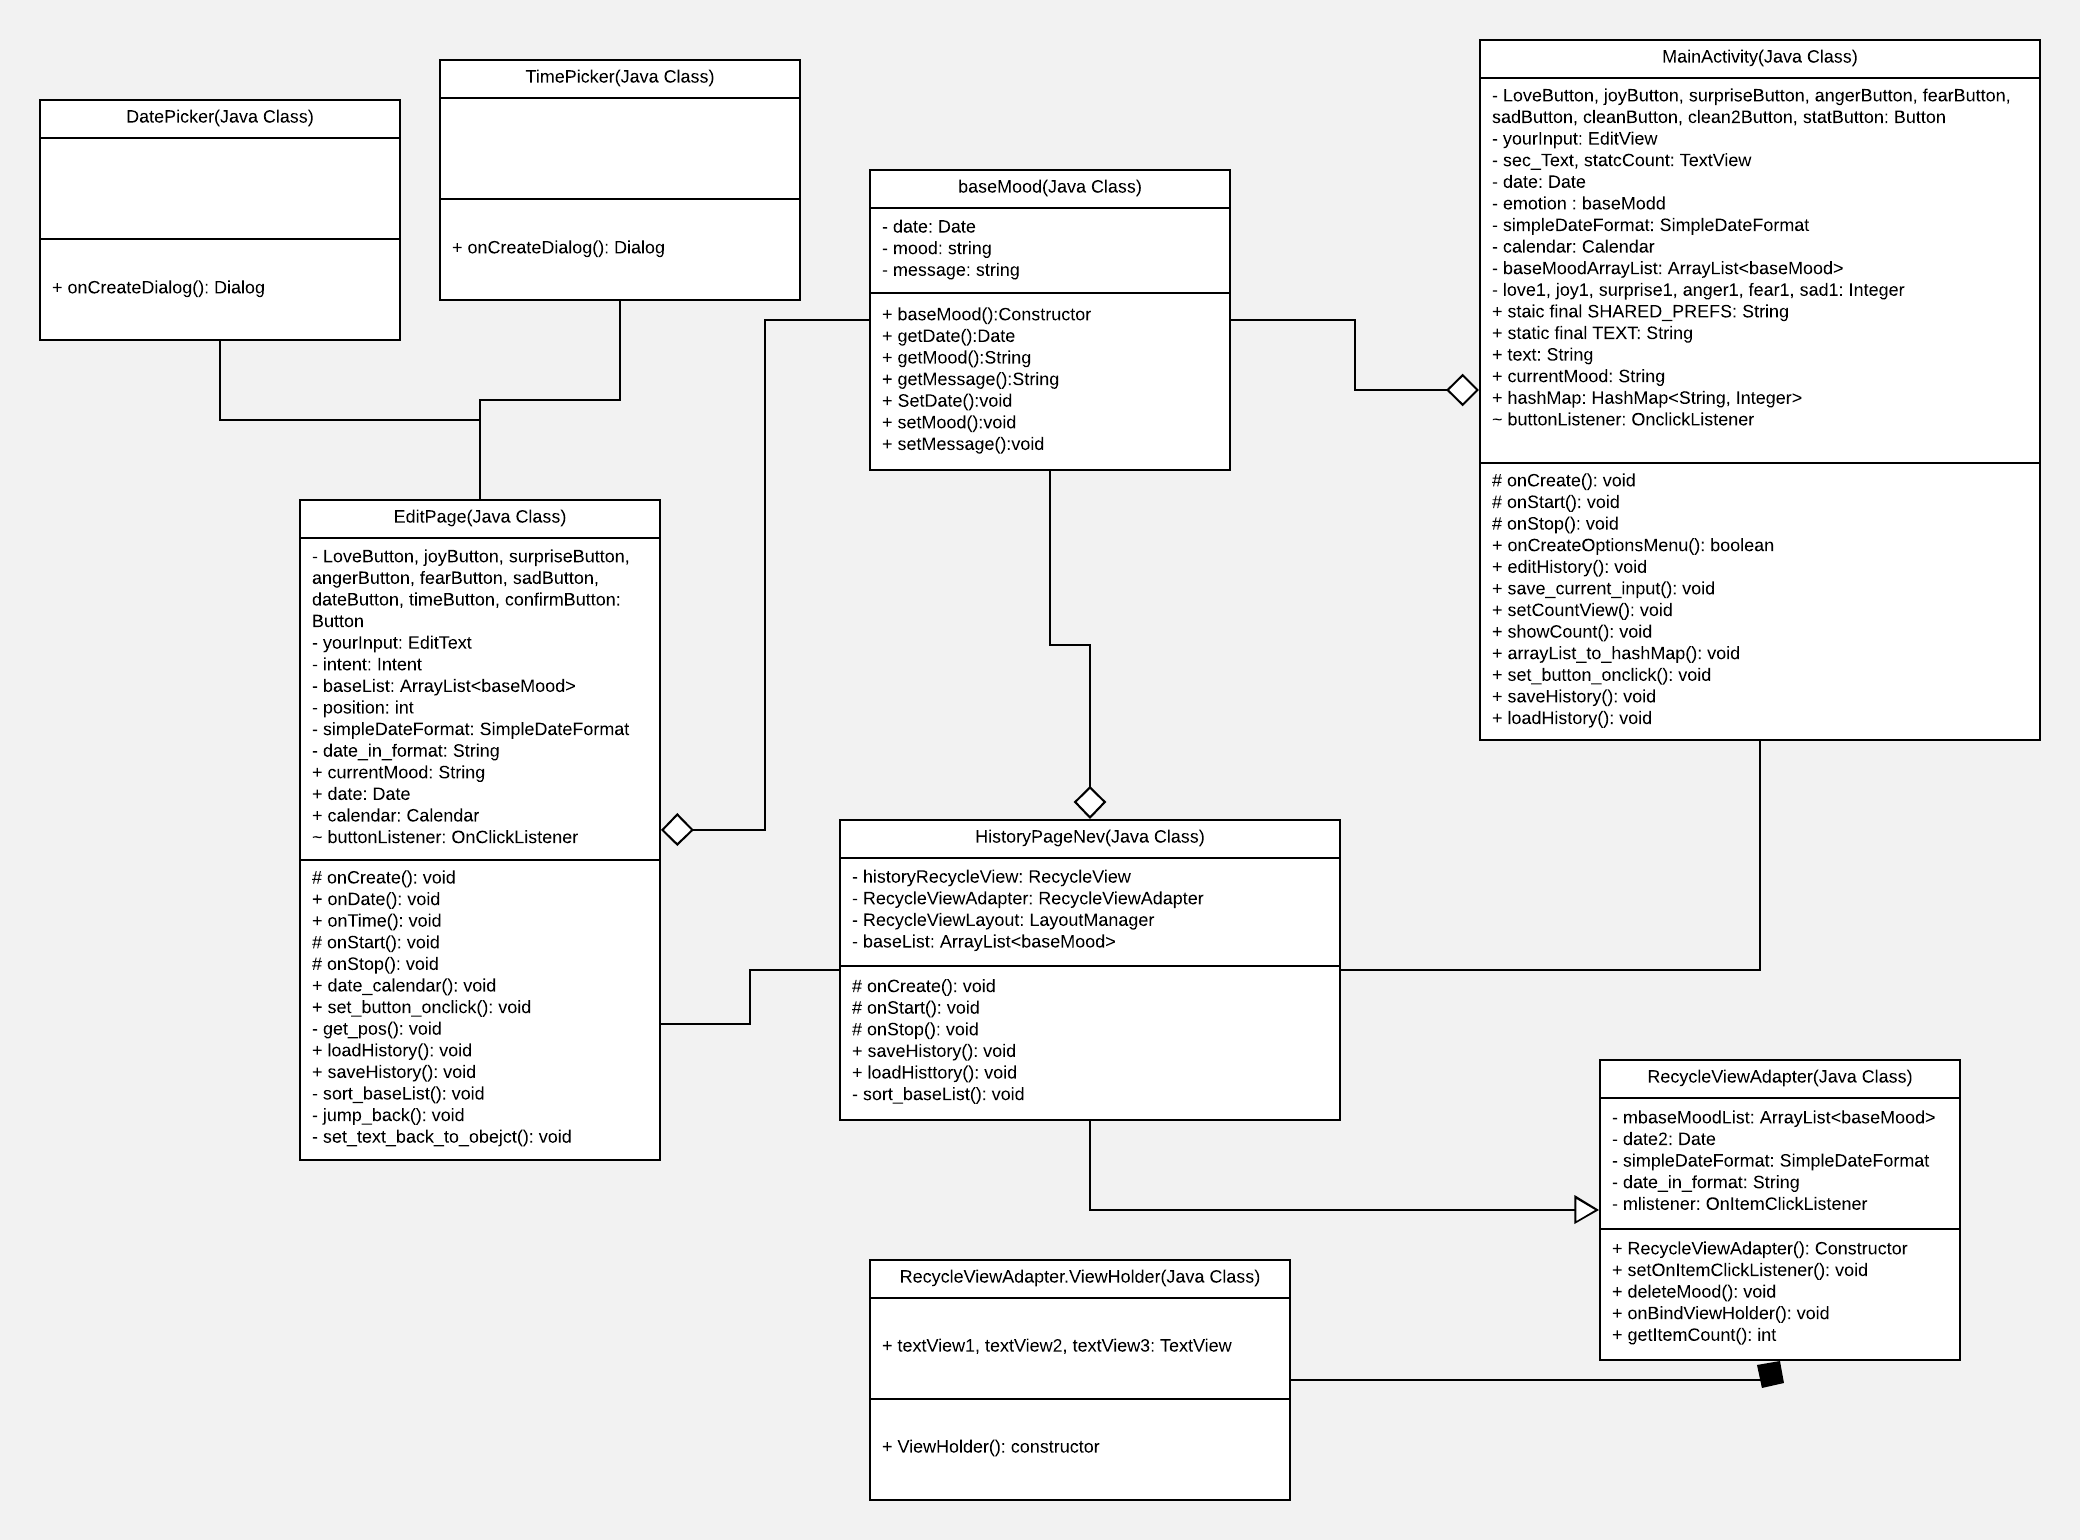 DatePicker(Java Class)
+ onCreateDialog(): Dialog
TimePicker(Java Class)
+ onCreateDialog(): Dialog
baseMood(Java Class)
- date: Date
- mood: string
- message: string
+ baseMood():Constructor
+ getDate():Date
+ getMood():String
+ getMessage():String
+ SetDate():void
+ setMood():void
+ setMessage():void
MainActivity(Java Class)
- LoveButton, joyButton, surpriseButton, angerButton, fearButton,
sadButton, cleanButton, clean2Button, statButton: Button
- yourInput: EditView
- sec_Text, statcCount: TextView
- date: Date
- emotion : baseModd
- simpleDateFormat: SimpleDateFormat
- calendar: Calendar
- baseMoodArrayList: ArrayList<baseMood>
- love1, joy1, surprise1, anger1, fear1, sad1: Integer
+ staic final SHARED_PREFS: String
+ static final TEXT: String
+ text: String
+ currentMood: String
+ hashMap: HashMap<String, Integer>
~ buttonListener: OnclickListener
# onCreate(): void
# onStart(): void
# onStop(): void
+ onCreateOptionsMenu(): boolean
+ editHistory(): void
+ save_current_input(): void
+ setCountView(): void
+ showCount(): void
+ arrayList_to_hashMap(): void
+ set_button_onclick(): void
+ saveHistory(): void
+ loadHistory(): void
EditPage(Java Class)
- LoveButton, joyButton, surpriseButton,
angerButton, fearButton, sadButton,
dateButton, timeButton, confirmButton:
Button
- yourInput: EditText
- intent: Intent
- baseList: ArrayList<baseMood>
- position: int
- simpleDateFormat: SimpleDateFormat
- date_in_format: String
+ currentMood: String
+ date: Date
+ calendar: Calendar
~ buttonListener: OnClickListener
# onCreate(): void
+ onDate(): void
+ onTime(): void
# onStart(): void
# onStop(): void
+ date_calendar(): void
+ set_button_onclick(): void
- get_pos(): void
+ loadHistory(): void
+ saveHistory(): void
- sort_baseList(): void
- jump_back(): void
- set_text_back_to_obejct(): void
HistoryPageNev(Java Class)
- historyRecycleView: RecycleView
- RecycleViewAdapter: RecycleViewAdapter
- RecycleViewLayout: LayoutManager
- baseList: ArrayList<baseMood>
# onCreate(): void
# onStart(): void
# onStop(): void
+ saveHistory(): void
+ loadHisttory(): void
- sort_baseList(): void
RecycleViewAdapter(Java Class)
- mbaseMoodList: ArrayList<baseMood>
- date2: Date
- simpleDateFormat: SimpleDateFormat
- date_in_format: String
- mlistener: OnItemClickListener
+ RecycleViewAdapter(): Constructor
+ setOnItemClickListener(): void
+ deleteMood(): void
+ onBindViewHolder(): void
+ getItemCount(): int
RecycleViewAdapter.ViewHolder(Java Class)
+ textView1, textView2, textView3: TextView
+ ViewHolder(): constructor